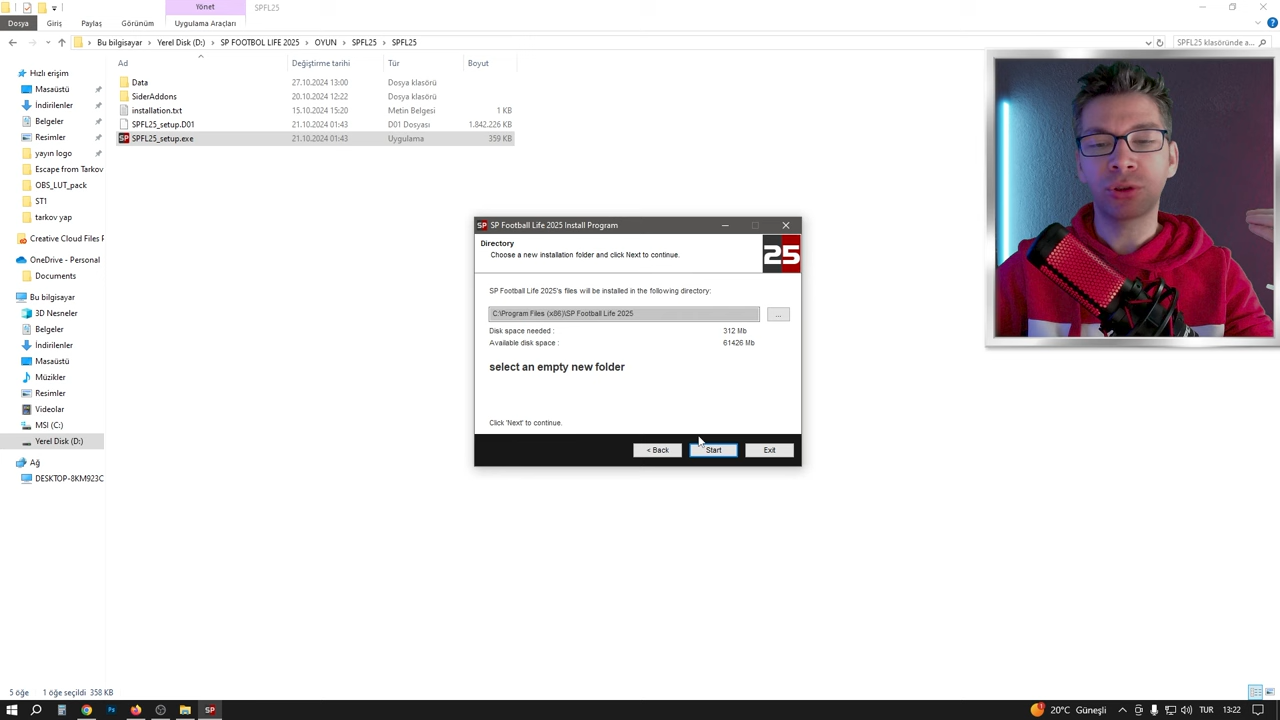 Yönet
SPFL25
Dosya
Giriş
Paylaş
Görünüm
Uygulama Araçları
Bu bilgisayar
Yerel Disk (D:)
SP FOOTBOL LIFE 2025
OYUN
SPFL25
SPFL25
SPFL25 klasöründe a...
Ad
Değiştirme tarihi
Tür
Boyut
Data
27.10.2024 13:00
Dosya klasörü
SiderAddons
20.10.2024 12:22
Dosya klasörü
installation.txt
15.10.2024 15:20
Metin Belgesi
1 KB
SPFL25_setup.D01
21.10.2024 01:43
D01 Dosyası
1.842.226 KB
SP
SPFL25_setup.exe
21.10.2024 01:43
Uygulama
359 KB
Hızlı erişim
Masaüstü
İndirilenler
Belgeler
Resimler
yayın logo
Escape from Tarkov
OBS_LUT_pack
ST1
tarkov yap
Creative Cloud Files P
OneDrive - Personal
Documents
Bu bilgisayar
3D Nesneler
Belgeler
İndirilenler
Masaüstü
Müzikler
Resimler
Videolar
MSI (C:)
Yerel Disk (D:)
Ağ
DESKTOP-8KM923C
SP
SP Football Life 2025 Install Program
Directory
Choose a new installation folder and click Next to continue.
25
SP Football Life 2025's files will be installed in the following directory:
C:\Program Files (x86)\SP Football Life 2025
...
Disk space needed :
312 Mb
Available disk space :
61426 Mb
select an empty new folder
Click 'Next' to continue.
< Back
Start
Exit
5 öğe
1 öğe seçildi 358 KB
Ps
SP
20°C Güneşli
TUR
13:22